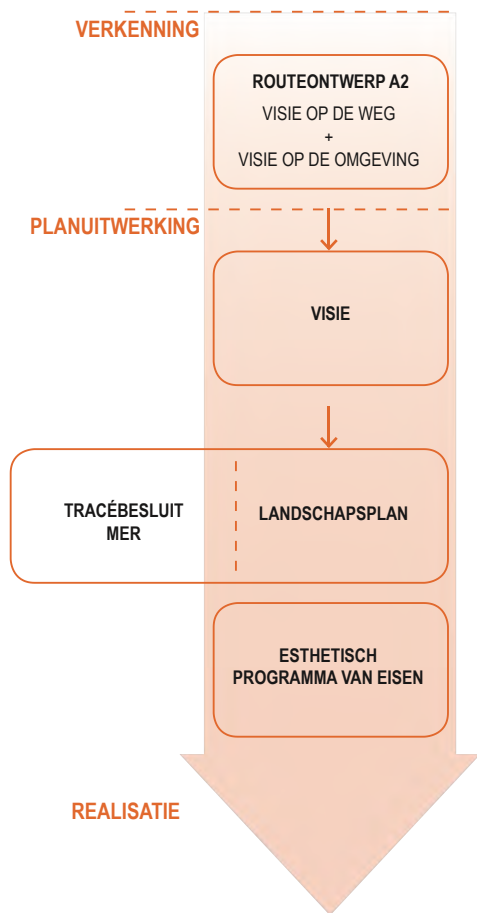 VERKENNING
ROUTEONTWERP A2
VISIE OP DE WEG
+
VISIE OP DE OMGEVING
PLANUITWERKING
VISIE
TRACÉBESLUIT
MER
LANDSCHAPSPLAN
ESTHETISCH
PROGRAMMA VAN EISEN
REALISATIE